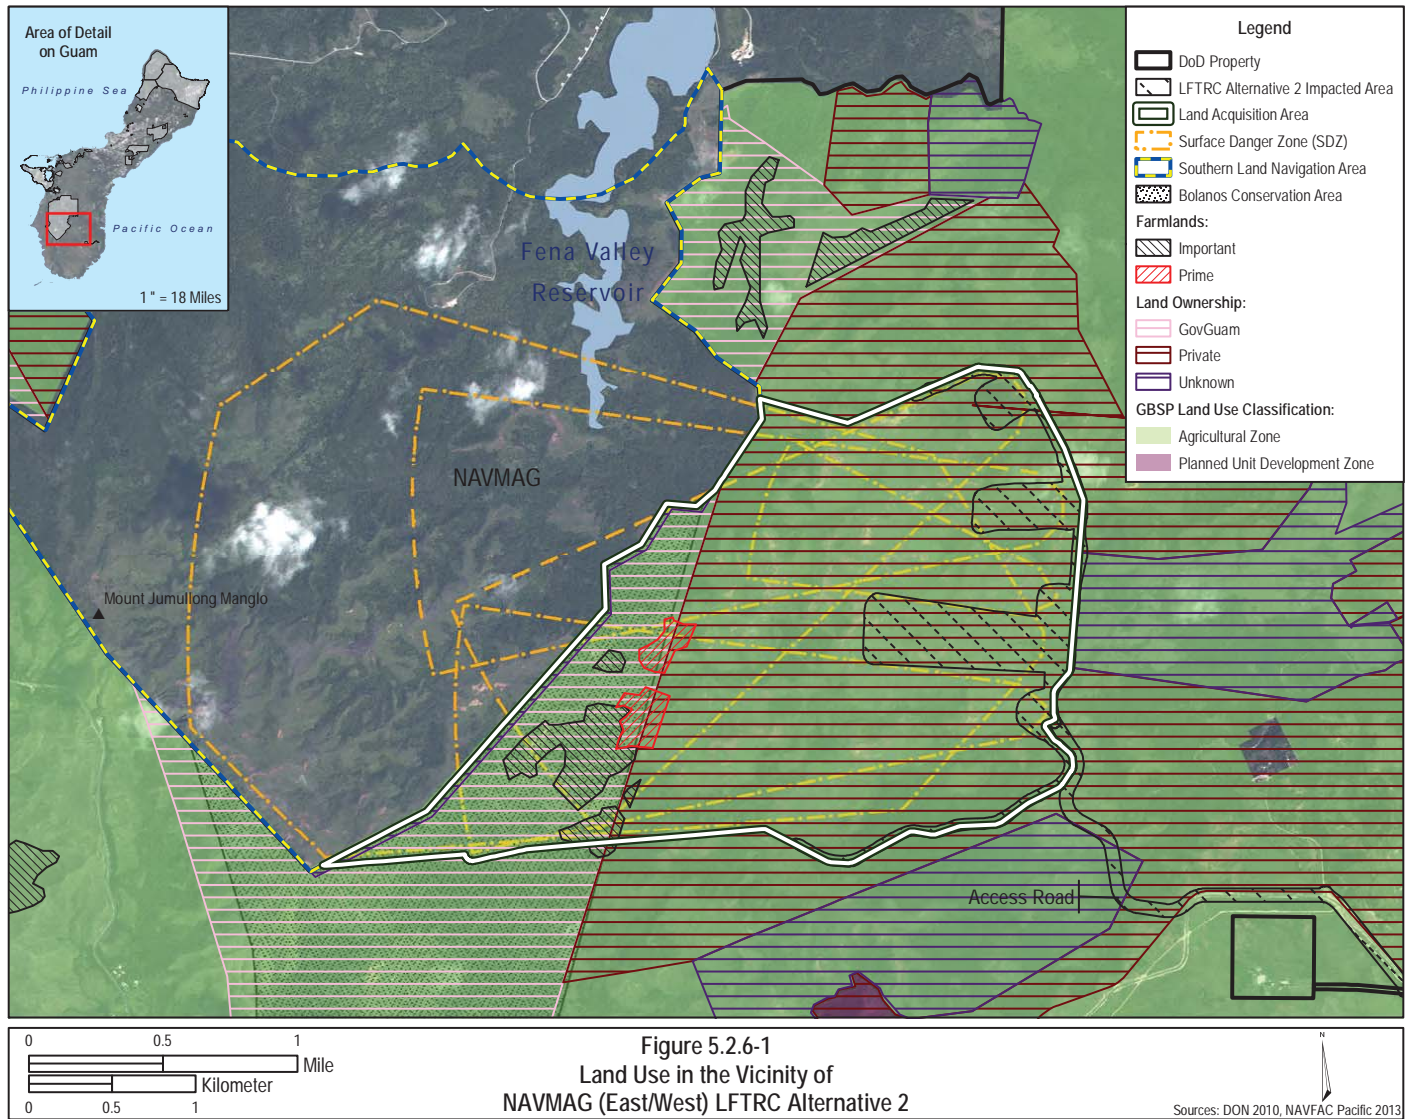 Area of Detail
on Guam
Philippine Sea
Pacific Ocean
1" = 18 Miles
Legend
DoD Property
LFTRC Alternative 2 Impacted Area
Land Acquisition Area
Surface Danger Zone (SDZ)
Southern Land Navigation Area
Bolanos Conservation Area
Farmlands:
Important
Prime
Land Ownership:
GovGuam
Private
Unknown
GBSP Land Use Classification:
Agricultural Zone
Planned Unit Development Zone
Fena Valley
Reservoir
NAVMAG
Mount Jumullong Manglo
Access Road
0 0.5 1
Mile
Kilometer
0 0.5 1
Figure 5.2.6-1
Land Use in the Vicinity of
NAVMAG (East/West) LFTRC Alternative 2
N
Sources: DON 2010, NAVFAC Pacific 2013